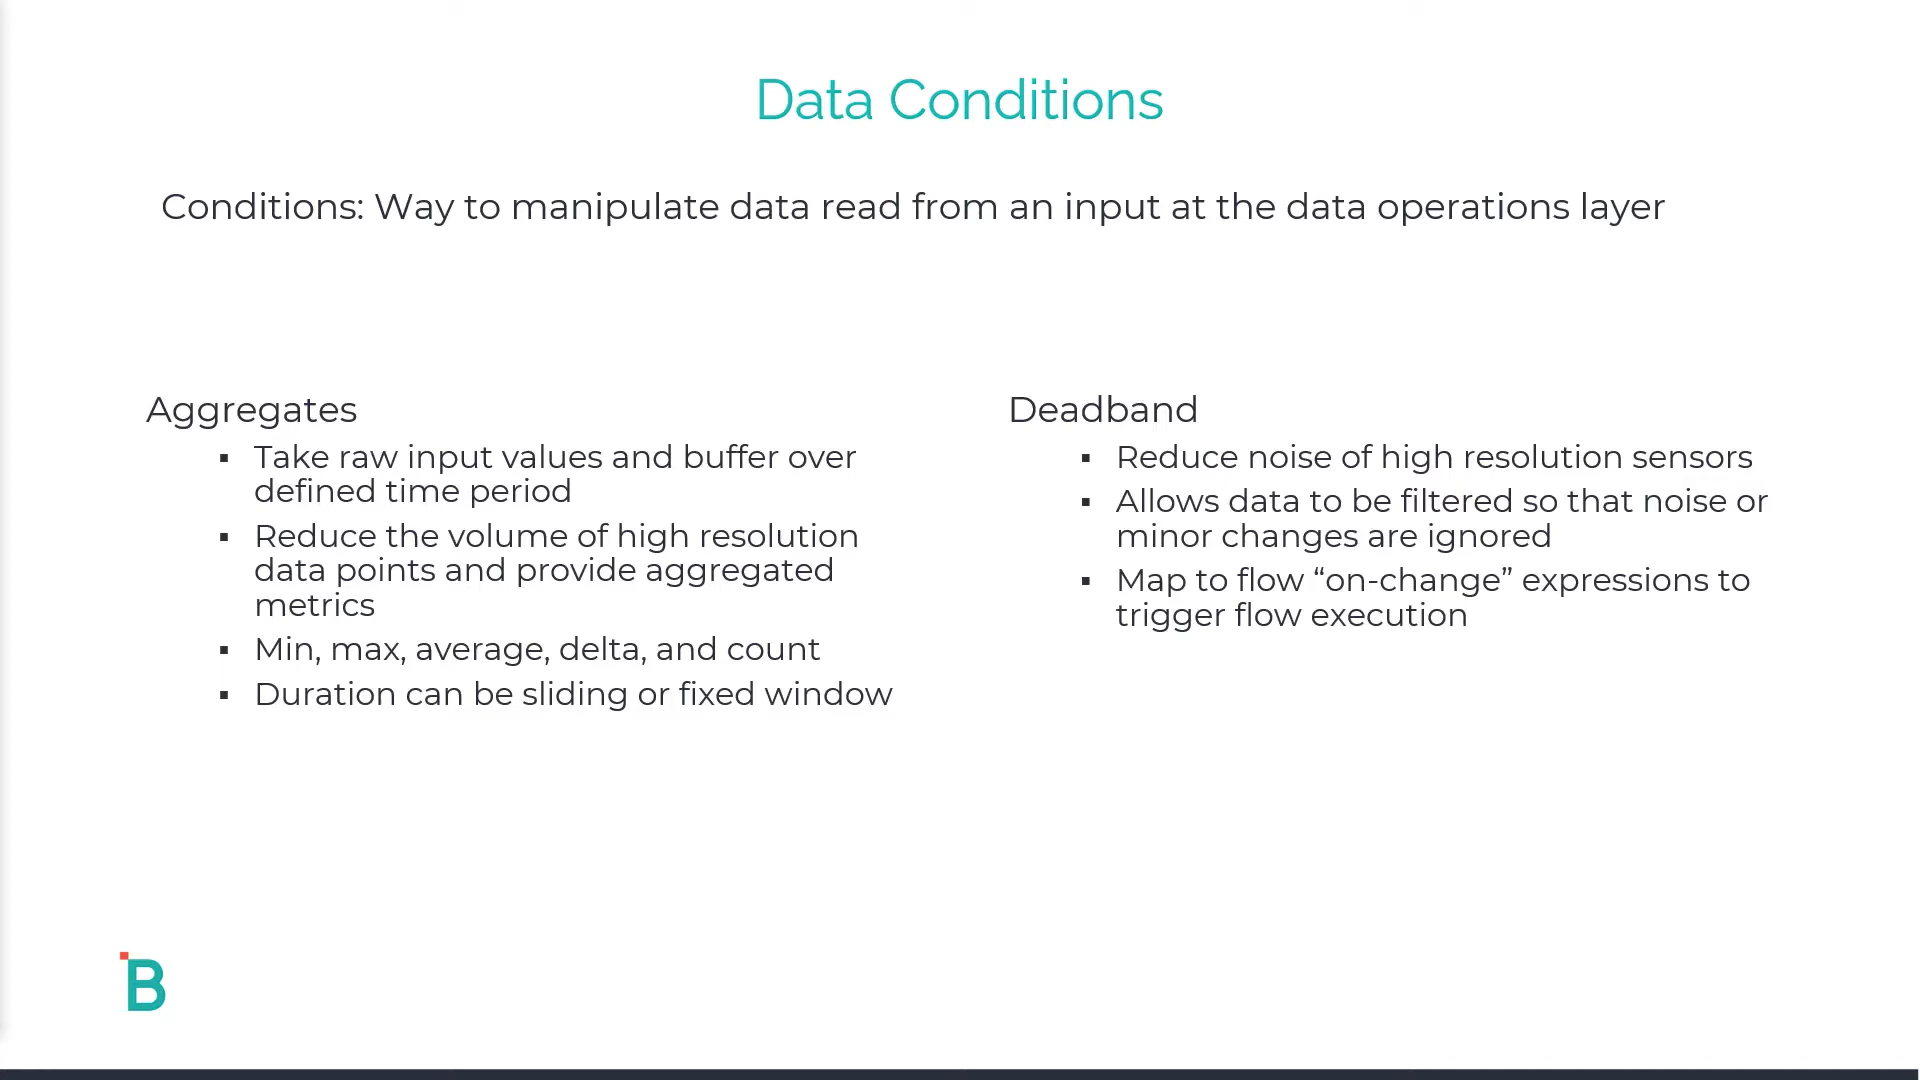 Data Conditions
Conditions: Way to manipulate data read from an input at the data operations layer
Aggregates
▪ Take raw input values and buffer over
defined time period
▪ Reduce the volume of high resolution
data points and provide aggregated
metrics
▪ Min, max, average, delta, and count
▪ Duration can be sliding or fixed window
Deadband
▪ Reduce noise of high resolution sensors
▪ Allows data to be filtered so that noise or
minor changes are ignored
▪ Map to flow “on-change” expressions to
trigger flow execution
B